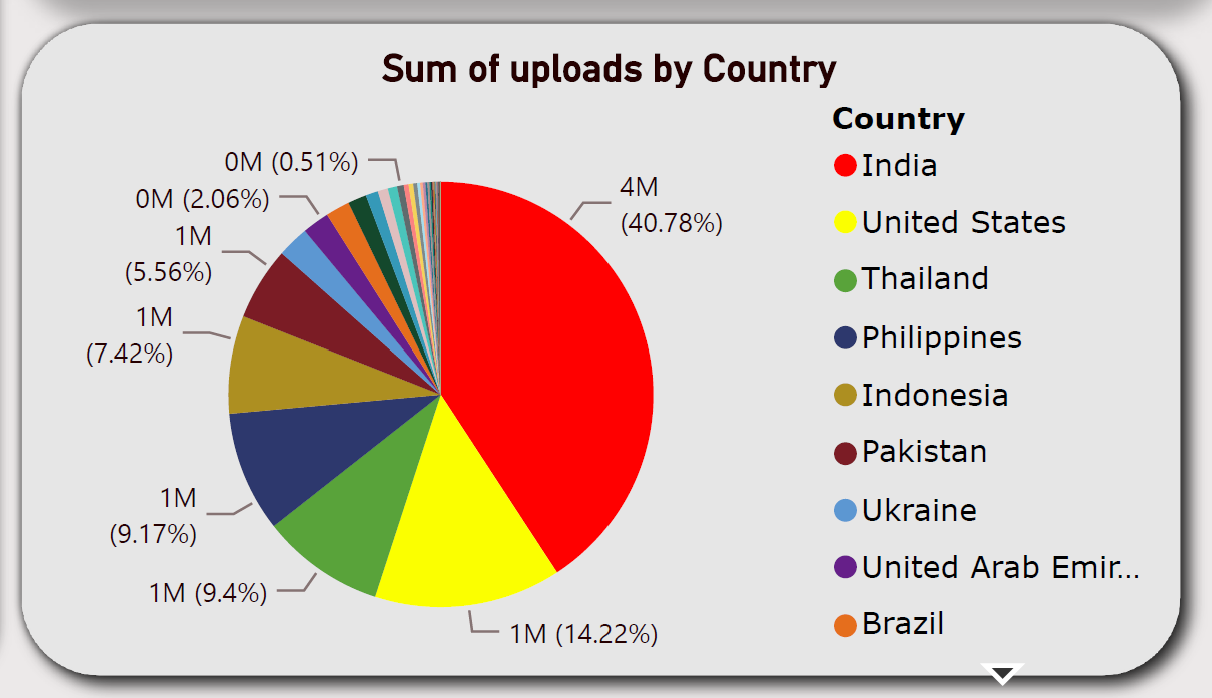 Sum of uploads by Country
Country
India
United States
Thailand
Philippines
Indonesia
Pakistan
Ukraine
United Arab Emir...
Brazil
0M (0.51%)
0M (2.06%)
1M
(5.56%)
1M
(7.42%)
1M
(9.17%)
1M (9.4%)
1M (14.22%)
4M
(40.78%)